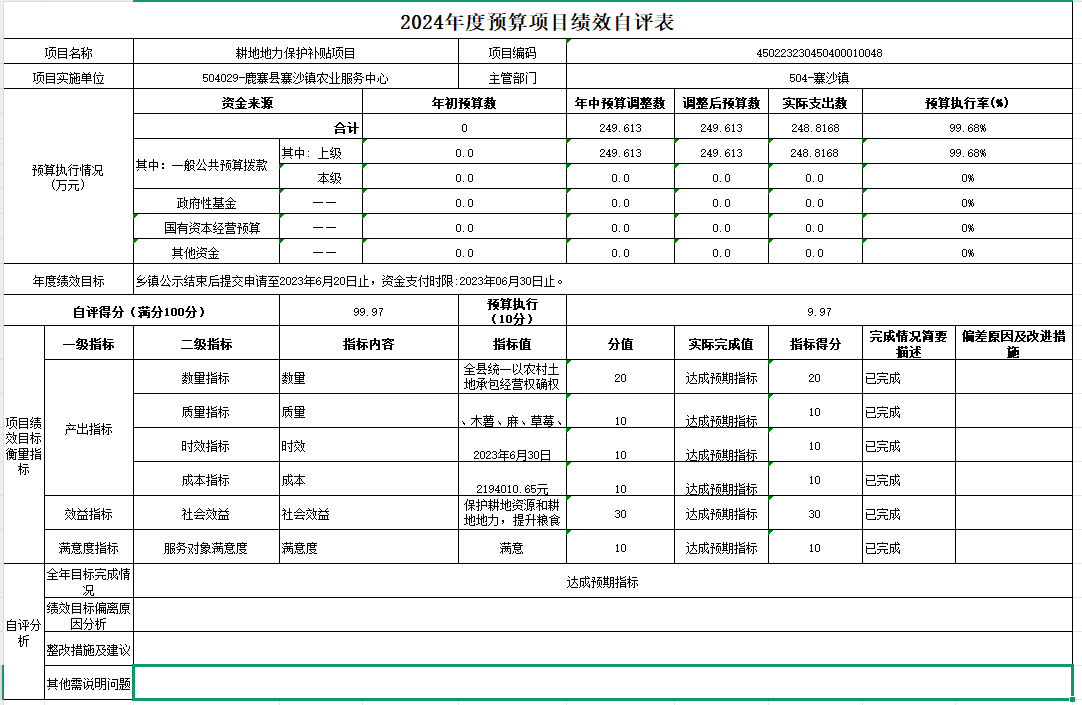 2024年度预算项目绩效自评表
项目名称 耕地地力保护补贴项目 项目编码 450223230450400010048
项目实施单位 504029-鹿寨县寨沙镇农业服务中心 主管部门 504-寨沙镇
预算执行情况
（万元）
资金来源 年初预算数 年中预算调整数 调整后预算数 实际支出数 预算执行率(%)
合计 0 249.613 249.613 248.8168 99.68%
其中：一般公共预算拨款 其中: 上级 0.0 249.613 249.613 248.8168 99.68%
本级 0.0 0.0 0.0 0.0 0%
政府性基金 —— 0.0 0.0 0.0 0.0 0%
国有资本经营预算 —— 0.0 0.0 0.0 0.0 0%
其他资金 —— 0.0 0.0 0.0 0.0 0%
年度绩效目标 乡镇公示结束后提交申请至2023年6月20日止，资金支付时限:2023年06月30日止。
自评得分（满分100分） 99.97 预算执行
（10分） 9.97
项目绩
效目标
衡量指
标
一级指标 二级指标 指标内容 指标值 分值 实际完成值 指标得分 完成情况简要
描述 偏差原因及改进措
施
产出指标
数量指标 数量 全县统一以农村土
地承包经营权确权 20 达成预期指标 20 已完成
质量指标 质量 、木薯、麻、草莓、 10 达成预期指标 10 已完成
时效指标 时效 2023年6月30日 10 达成预期指标 10 已完成
成本指标 成本 2194010.65元 10 达成预期指标 10 已完成
效益指标 社会效益 社会效益 保护耕地资源和耕
地地力，提升粮食 30 达成预期指标 30 已完成
满意度指标 服务对象满意度 满意度 满意 10 达成预期指标 10 已完成
自评分
析
全年目标完成情
况 达成预期指标
绩效目标偏离原
因分析
整改措施及建议
其他需说明问题